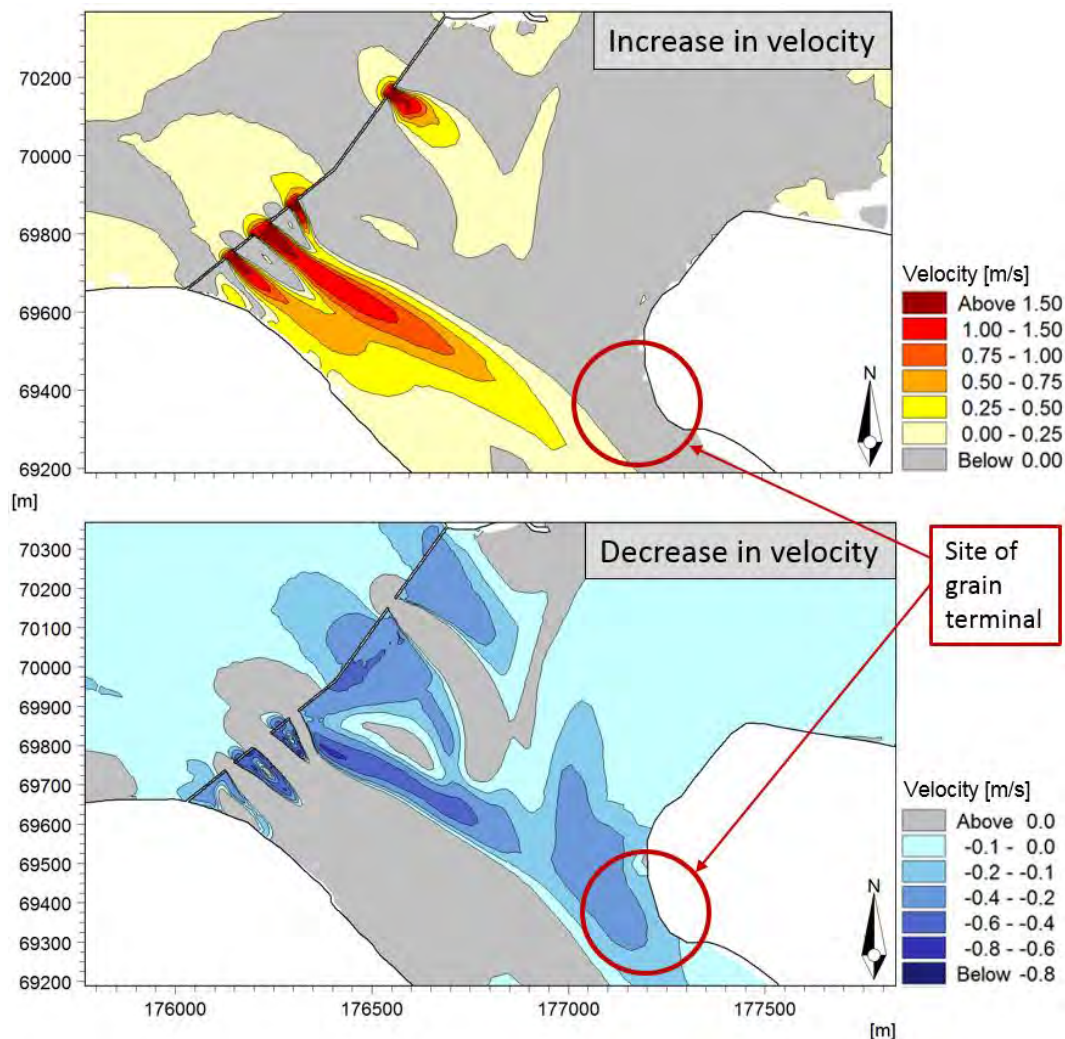 Increase in velocity
70200
70000
69800
69600
69400
69200
[m]
Velocity [m/s]
Above 1.50
1.00 - 1.50
0.75 - 1.00
0.50 - 0.75
0.25 - 0.50
0.00 - 0.25
Below 0.00
N
Site of
grain
terminal
Decrease in velocity
70300
70200
70100
70000
69900
69800
69700
69600
69500
69400
69300
69200
176000
176500
177000
177500
[m]
Velocity [m/s]
Above 0.0
-0.1 - 0.0
-0.2 - -0.1
-0.4 - -0.2
-0.6 - -0.4
-0.8 - -0.6
Below -0.8
N